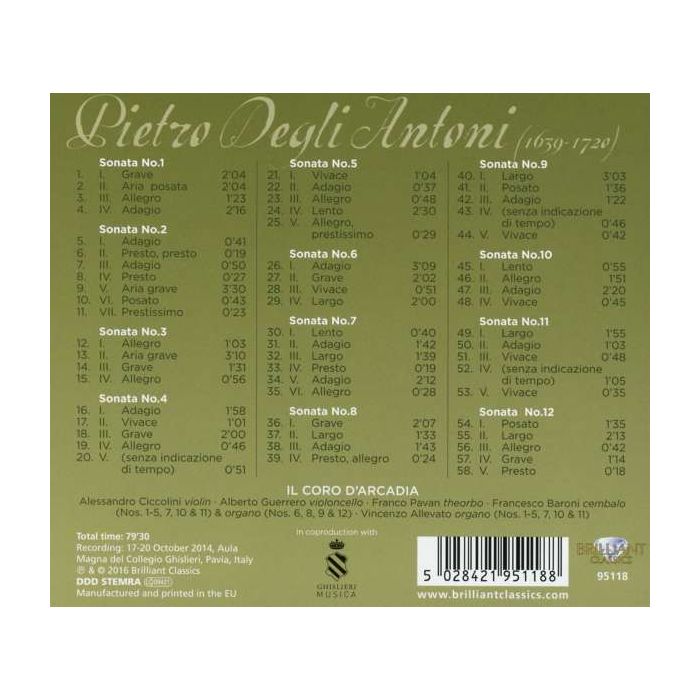 Pietro Degli Antoni (1639-1720)
Sonata No.1
1. I. Grave 2'04
2. II. Aria posata 2'04
3. III. Allegro 1'23
4. IV. Adagio 2'16
Sonata No.2
5. I. Adagio 0'41
6. II. Presto, presto 0'19
7. III. Adagio 0'50
8. IV. Presto 0'27
9. V. Aria grave 3'30
10. VI. Posato 0'43
11. VII. Prestissimo 0'23
Sonata No.3
12. I. Allegro 1'03
13. II. Aria grave 3'10
14. III. Grave 1'31
15. IV. Allegro 0'56
Sonata No.4
16. I. Adagio 1'58
17. II. Vivace 1'01
18. III. Grave 2'00
19. IV. Allegro 0'46
20. V. (senza indicazione
di tempo) 0'51
Sonata No.5
21. I. Vivace 1'04
22. II. Adagio 0'37
23. III. Allegro 0'48
24. IV. Lento 2'30
25. V. Allegro,
prestissimo 0'29
Sonata No.6
26. I. Adagio 3'09
27. II. Grave 2'02
28. III. Vivace 0'51
29. IV. Largo 2'00
Sonata No.7
30. I. Lento 0'40
31. II. Adagio 1'42
32. III. Largo 1'39
33. IV. Presto 0'19
34. V. Adagio 2'12
35. VI. Allegro 0'28
Sonata No.8
36. I. Grave 2'07
37. II. Largo 1'33
38. III. Adagio 1'43
39. IV. Presto, allegro 0'24
Sonata No.9
40. I. Largo 3'03
41. II. Posato 1'36
42. III. Adagio 1'22
43. IV. (senza indicazione
di tempo) 0'46
44. V. Vivace 0'42
Sonata No.10
45. I. Lento 0'55
46. II. Allegro 1'51
47. III. Adagio 2'20
48. IV. Vivace 0'45
Sonata No.11
49. I. Largo 1'55
50. II. Adagio 1'03
51. III. Vivace 0'48
52. IV. (senza indicazione
di tempo) 1'05
53. V. Vivace 0'35
Sonata No.12
54. I. Posato 1'35
55. II. Largo 2'13
56. III. Adagio 0'42
57. IV. Grave 1'14
58. V. Presto 0'18
IL CORO D'ARCADIA
Alessandro Ciccolini violin · Alberto Guerrero violoncello · Franco Pavan theorbo · Francesco Baroni cembalo
(Nos. 1-5, 7, 10 & 11) & organo (Nos. 6, 8, 9 & 12) · Vincenzo Allevato organo (Nos. 1-5, 7, 10 & 11)
Total time: 79'30
Recording: 17-20 October 2014, Aula
Magna del Collegio Ghislieri, Pavia, Italy
℗ & © 2016 Brilliant Classics
DDD STEMRA
Manufactured and printed in the EU
in coproduction with
GHISLIERI
MUSICA
5 028421 951188
www.brilliantclassics.com
BRILLIANT
CLASSICS
95118